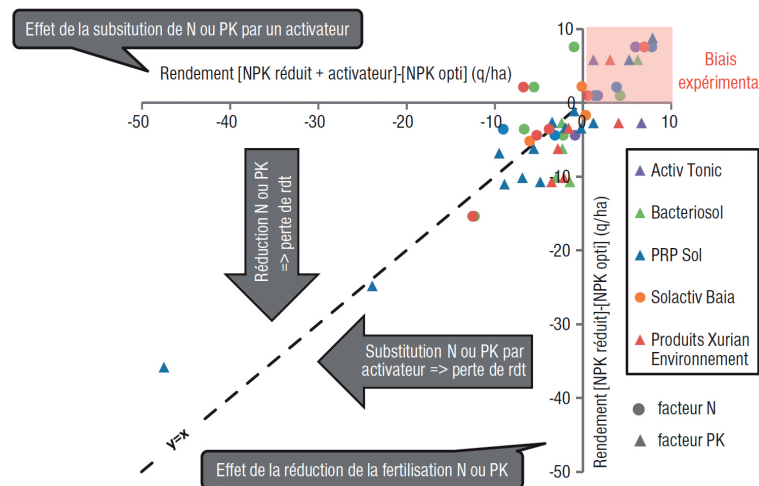 Effet de la subsitution de N ou PK par un activateur
Rendement [NPK réduit + activateur]-[NPK opti] (q/ha)
Biais
expérimental
10
0
-50
-40
-30
-20
-10
0
10
-10
-20
-30
-40
-50
Rendement [NPK réduit]-[NPK opti] (q/ha)
Réduction N ou PK
=> perte de rdt
Substitution N ou PK par
activateur => perte de rdt
y=x
Effet de la réduction de la fertilisation N ou PK
Activ Tonic
Bacteriosol
PRP Sol
Solactiv Baia
Produits Xurian
Environnement
facteur N
facteur PK